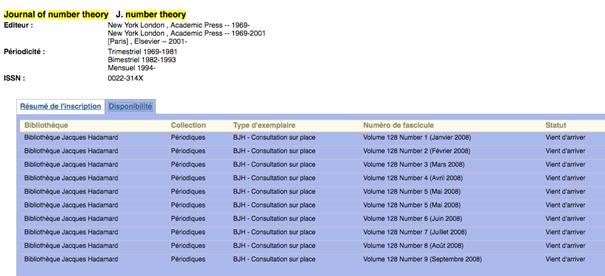 Journal of number theory J. number theory
Editeur : New York London , Academic Press -- 1969-
New York London , Academic Press -- 1969-2001
[Paris] , Elsevier -- 2001-
Périodicité : Trimestriel 1969-1981
Bimestriel 1982-1993
Mensuel 1994-
ISSN : 0022-314X
Résumé de l'inscription Disponibilité
Bibliothèque Collection Type d'exemplaire Numéro de fascicule Statut
Bibliothèque Jacques Hadamard Périodiques BJH - Consultation sur place Volume 128 Number 1 (Janvier 2008) Vient d'arriver
Bibliothèque Jacques Hadamard Périodiques BJH - Consultation sur place Volume 128 Number 2 (Février 2008) Vient d'arriver
Bibliothèque Jacques Hadamard Périodiques BJH - Consultation sur place Volume 128 Number 3 (Mars 2008) Vient d'arriver
Bibliothèque Jacques Hadamard Périodiques BJH - Consultation sur place Volume 128 Number 4 (Avril 2008) Vient d'arriver
Bibliothèque Jacques Hadamard Périodiques BJH - Consultation sur place Volume 128 Number 5 (Mai 2008) Vient d'arriver
Bibliothèque Jacques Hadamard Périodiques BJH - Consultation sur place Volume 128 Number 5 (Mai 2008) Vient d'arriver
Bibliothèque Jacques Hadamard Périodiques BJH - Consultation sur place Volume 128 Number 6 (Juin 2008) Vient d'arriver
Bibliothèque Jacques Hadamard Périodiques BJH - Consultation sur place Volume 128 Number 7 (Juillet 2008) Vient d'arriver
Bibliothèque Jacques Hadamard Périodiques BJH - Consultation sur place Volume 128 Number 8 (Août 2008) Vient d'arriver
Bibliothèque Jacques Hadamard Périodiques BJH - Consultation sur place Volume 128 Number 9 (Septembre 2008) Vient d'arriver